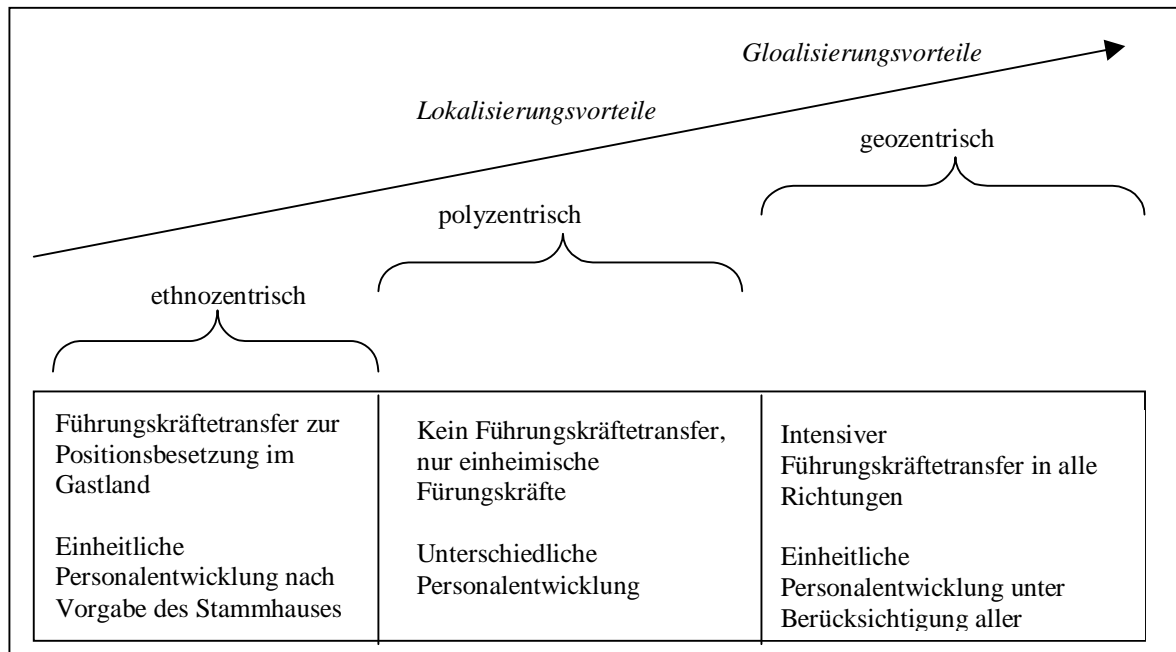 Gloalisierungsvorteile
Lokalisierungsvorteile
geozentrisch
polyzentrisch
ethnozentrisch
Führungskräftetransfer zur
Positionsbesetzung im
Gastland
Einheitliche
Personalentwicklung nach
Vorgabe des Stammhauses
Kein Führungskräftetransfer,
nur einheimische
Fürungskräfte
Unterschiedliche
Personalentwicklung
Intensiver
Führungskräftetransfer in alle
Richtungen
Einheitliche
Personalentwicklung unter
Berücksichtigung aller